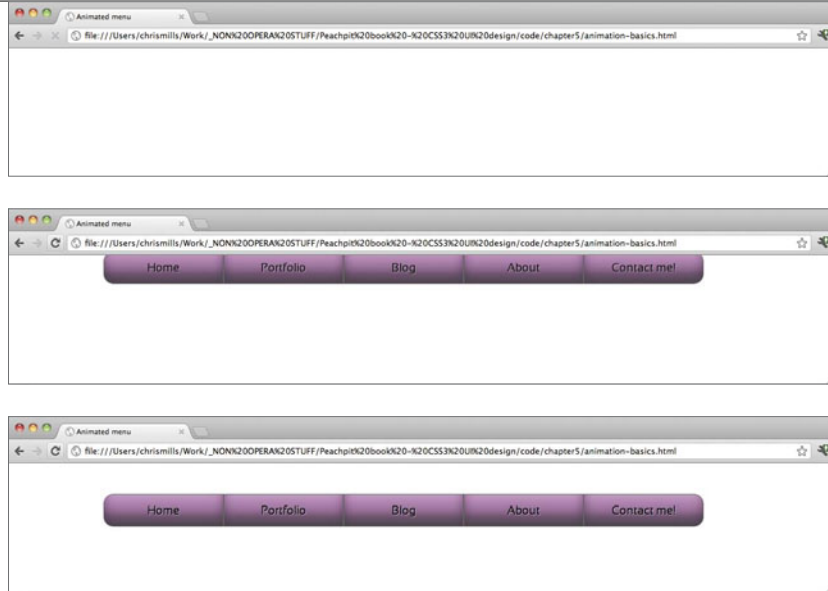 Animated menu
file:///Users/chrismills/Work/_NON%20OPERA%20STUFF/Peachpit%20book%20-%20CSS3%20UI%20design/code/chapter5/animation-basics.html
Animated menu
file:///Users/chrismills/Work/_NON%20OPERA%20STUFF/Peachpit%20book%20-%20CSS3%20UI%20design/code/chapter5/animation-basics.html
Home Portfolio Blog About Contact me!
Animated menu
file:///Users/chrismills/Work/_NON%20OPERA%20STUFF/Peachpit%20book%20-%20CSS3%20UI%20design/code/chapter5/animation-basics.html
Home Portfolio Blog About Contact me!